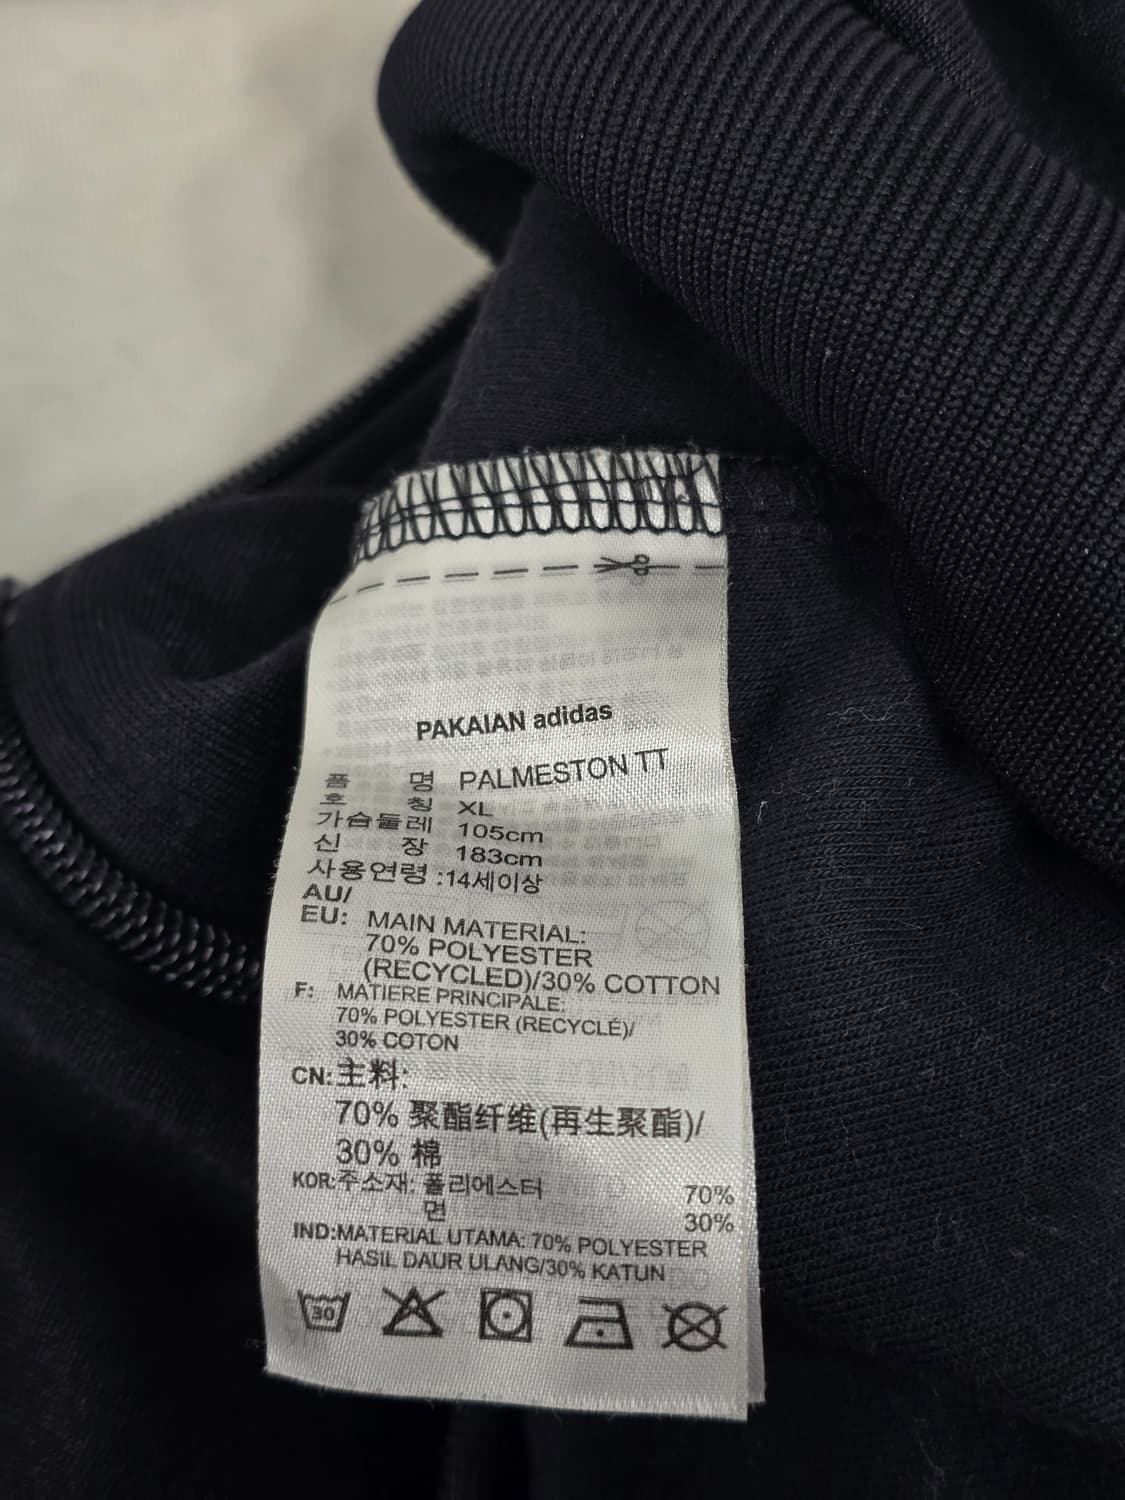 PAKAIAN adidas
품 명 PALMESTON TT
호 칭 XL
가슴둘레 105cm
신 장 183cm
사용연령 :14세이상
AU/
EU: MAIN MATERIAL:
70% POLYESTER
(RECYCLED)/30% COTTON
F: MATIERE PRINCIPALE:
70% POLYESTER (RECYCLÉ)/
30% COTON
CN:主料:
70% 聚酯纤维(再生聚酯)/
30% 棉
KOR:주소재: 폴리에스터 70%
면 30%
IND:MATERIAL UTAMA: 70% POLYESTER
HASIL DAUR ULANG/30% KATUN
30